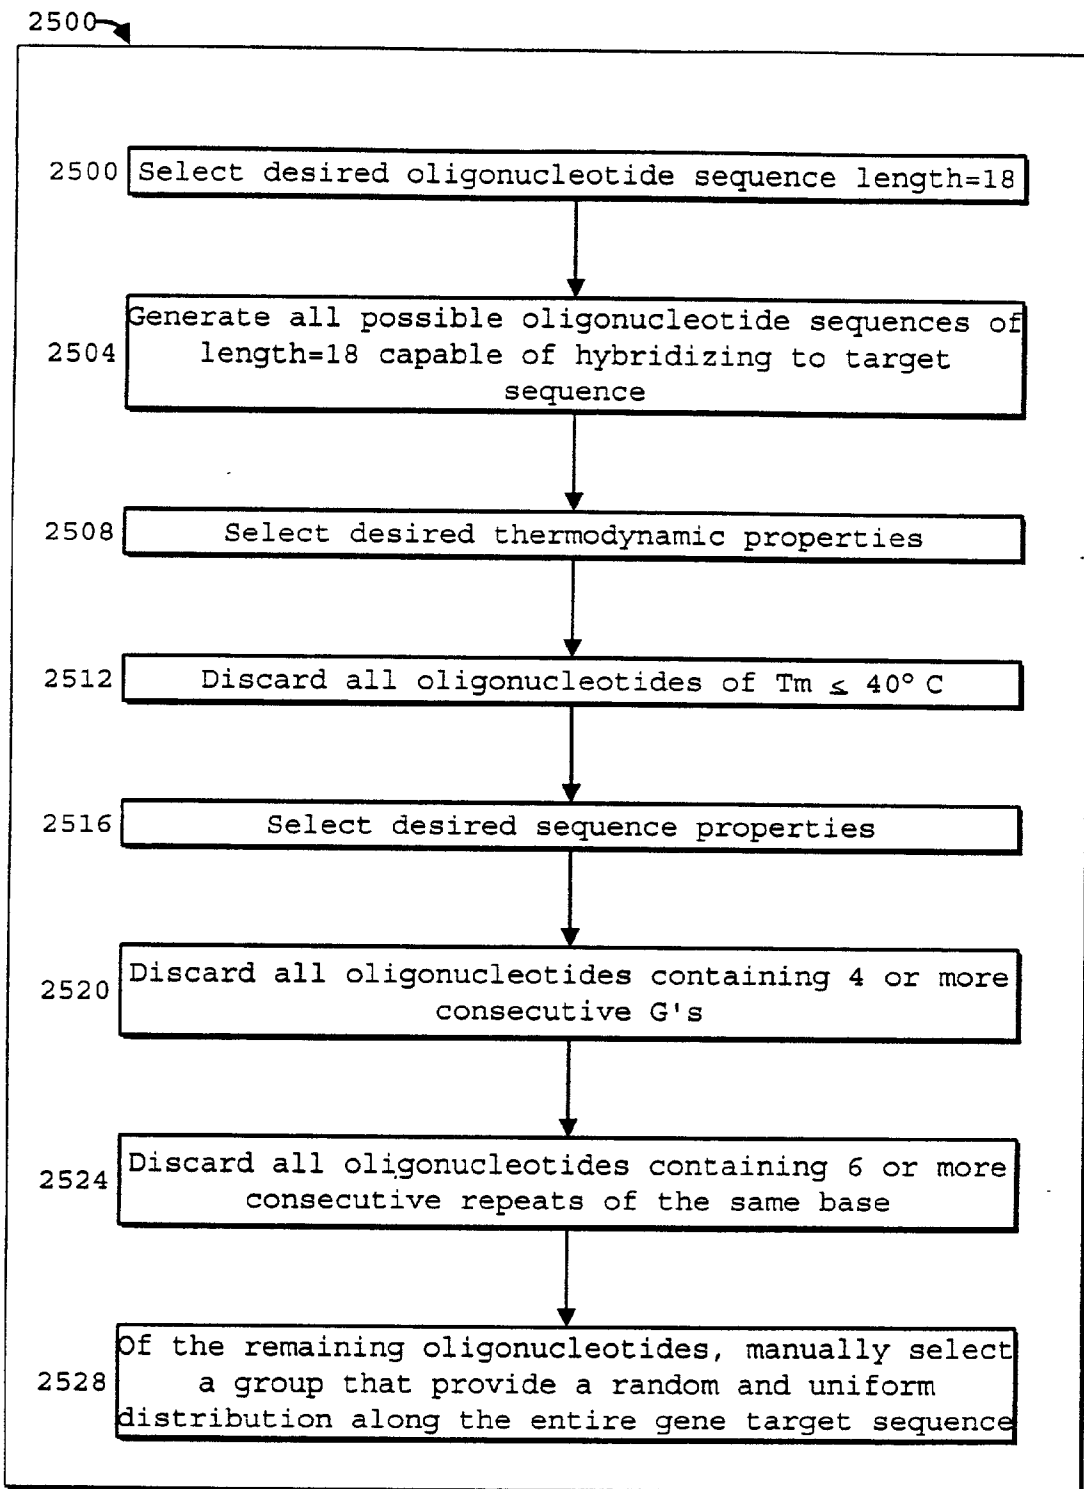 2500
2500 Select desired oligonucleotide sequence length=18
Generate all possible oligonucleotide sequences of
2504 length=18 capable of hybridizing to target
sequence
2508 Select desired thermodynamic properties
2512 Discard all oligonucleotides of Tm ≤ 40° C
2516 Select desired sequence properties
Discard all oligonucleotides containing 4 or more
2520 consecutive G's
Discard all oligonucleotides containing 6 or more
2524 consecutive repeats of the same base
Of the remaining oligonucleotides, manually select
2528 a group that provide a random and uniform
distribution along the entire gene target sequence